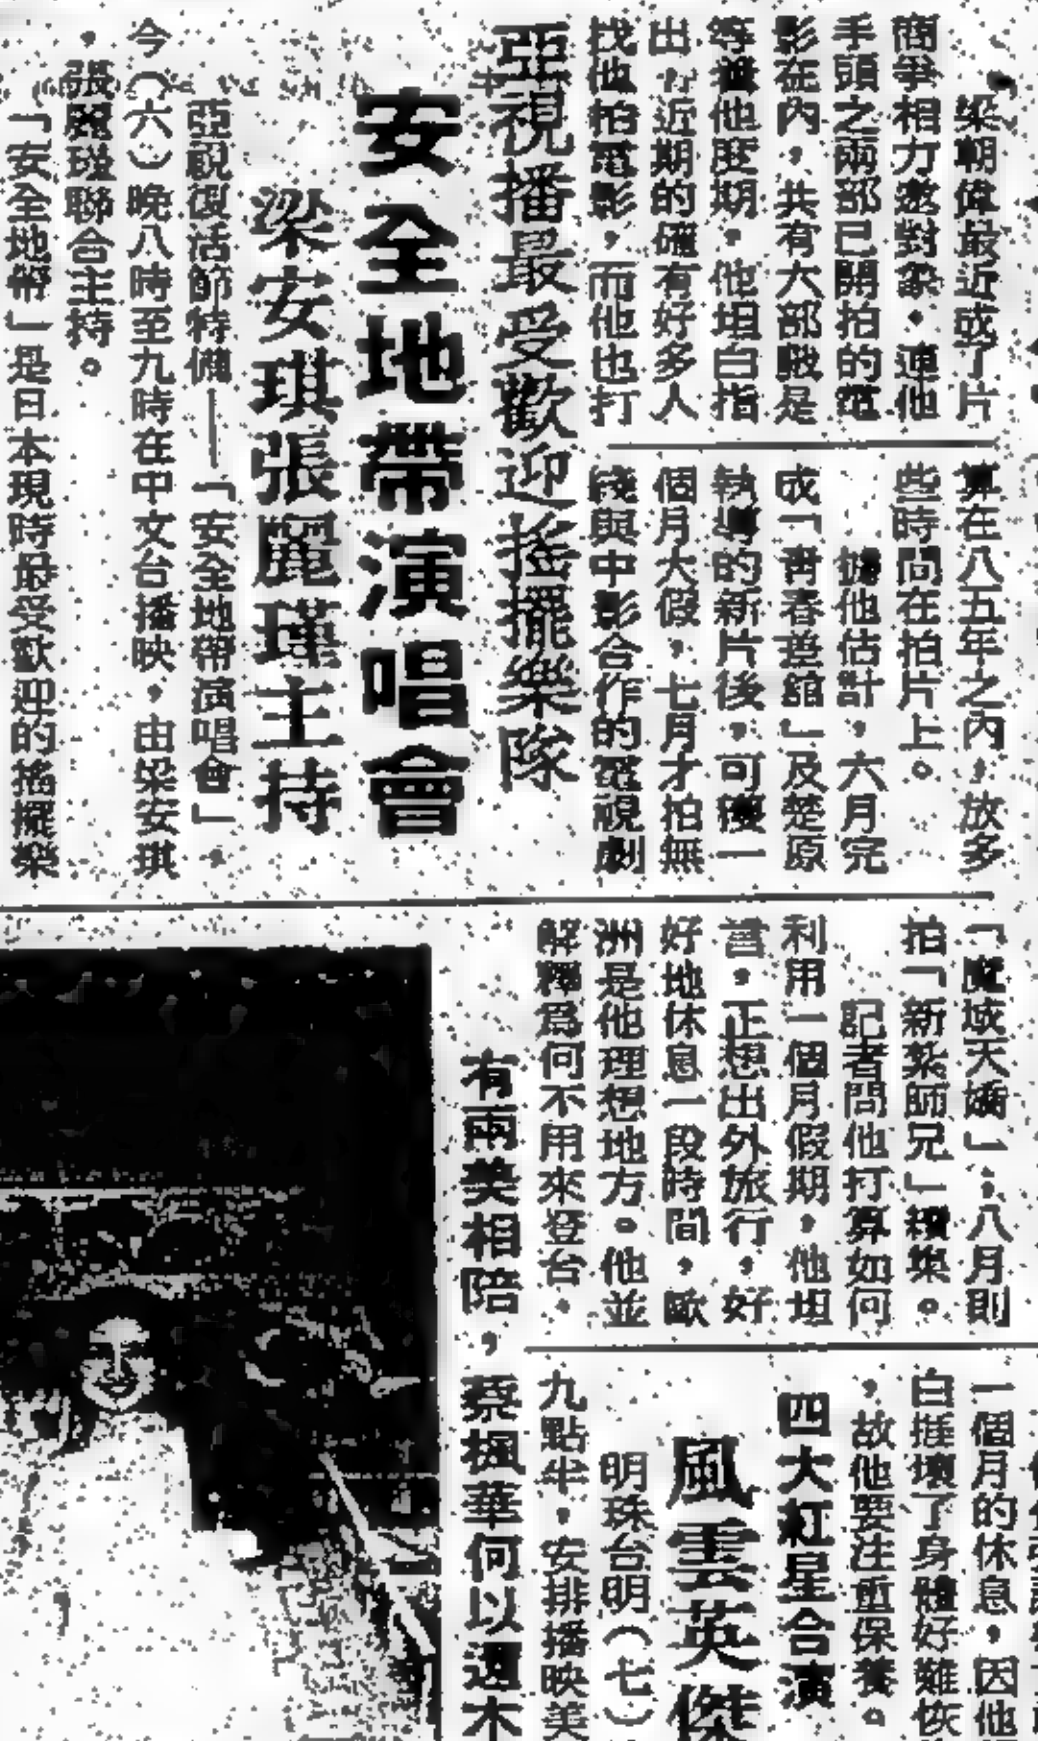 梁朝偉最近成了片
商爭相力邀對象，連他
手頭之兩部已開拍的電
影在內，共有六部戲是
等着他度期，他坦白指
出，近期的確有好多人
找他拍電影，而他也打
算在八五年之內，放多
些時間在拍片上。
據他估計，六月完
成「青春差館」及楚原
執導的新片後，可獲一
個月大假，七月才拍無
綫與中影合作的電視劇
「魔域天嬌」；八月則
拍「新紮師兄」續集。
記者問他打算如何
利用一個月假期，他坦
言，正想出外旅行，好
好地休息一段時間，歐
洲是他理想地方。他並
解釋爲何不用來登台，
一個月的休息，因他
白捱壞了身體好難恢
，故他要注重保養。
亞視播最受歡迎搖擺樂隊
安全地帶演唱會
梁安琪張麗瑾主持
亞視復活節特備——「安全地帶演唱會」，
今（六）晚八時至九時在中文台播映，由梁安琪
，張麗瑾聯合主持。
「安全地帶」是日本現時最受歡迎的搖擺樂
四大紅星合演
風雲英傑
明珠台明（七）
九點半，安排播映美
有兩美相陪，蔡楓華何以週末